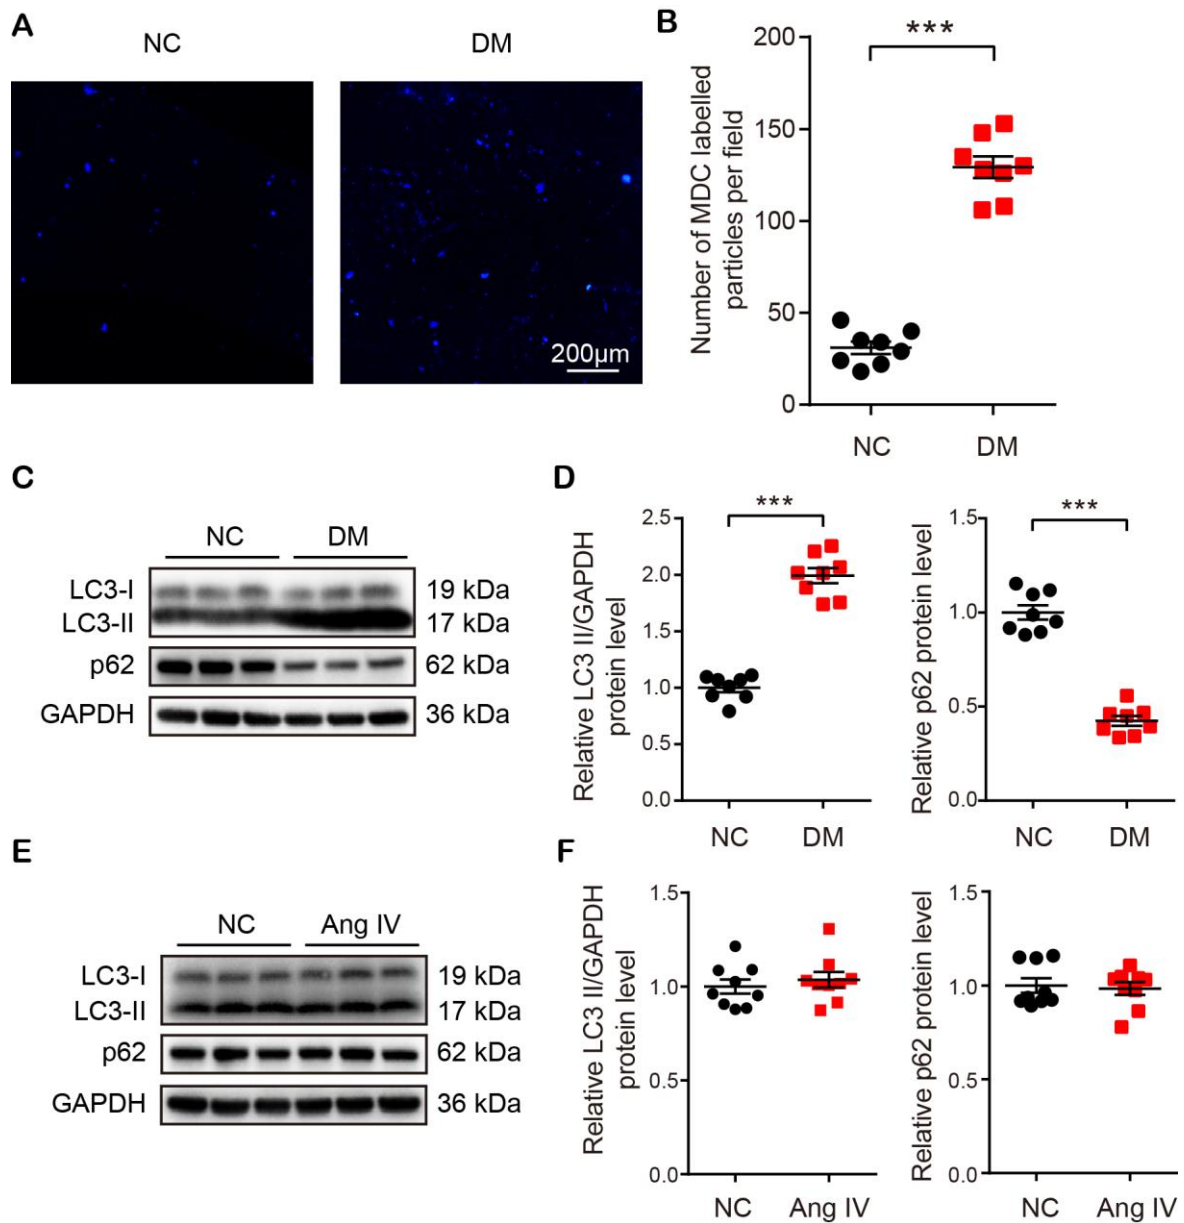 A
NC
DM
200μm
B
Number of MDC labelled
particles per field
200
150
100
50
0
***
NC
DM
C
NC
DM
LC3-I
19 kDa
LC3-II
17 kDa
p62
62 kDa
GAPDH
36 kDa
D
Relative LC3 II/GAPDH
protein level
2.5
2.0
1.5
1.0
0.5
0.0
***
NC
DM
Relative p62 protein level
1.5
1.0
0.5
0.0
***
NC
DM
E
NC
Ang IV
LC3-I
19 kDa
LC3-II
17 kDa
p62
62 kDa
GAPDH
36 kDa
F
Relative LC3 II/GAPDH
protein level
1.5
1.0
0.5
0.0
NC
Ang IV
Relative p62 protein level
1.5
1.0
0.5
0.0
NC
Ang IV